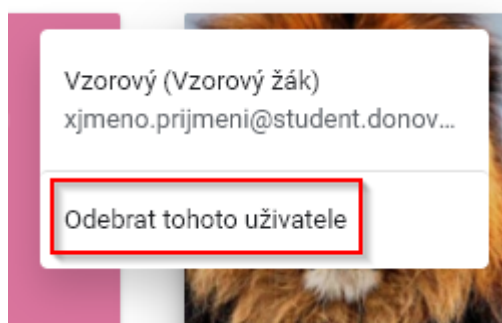 Vzorový (Vzorový žák)
xjmeno.prijmeni@student.donov...
Odebrat tohoto uživatele